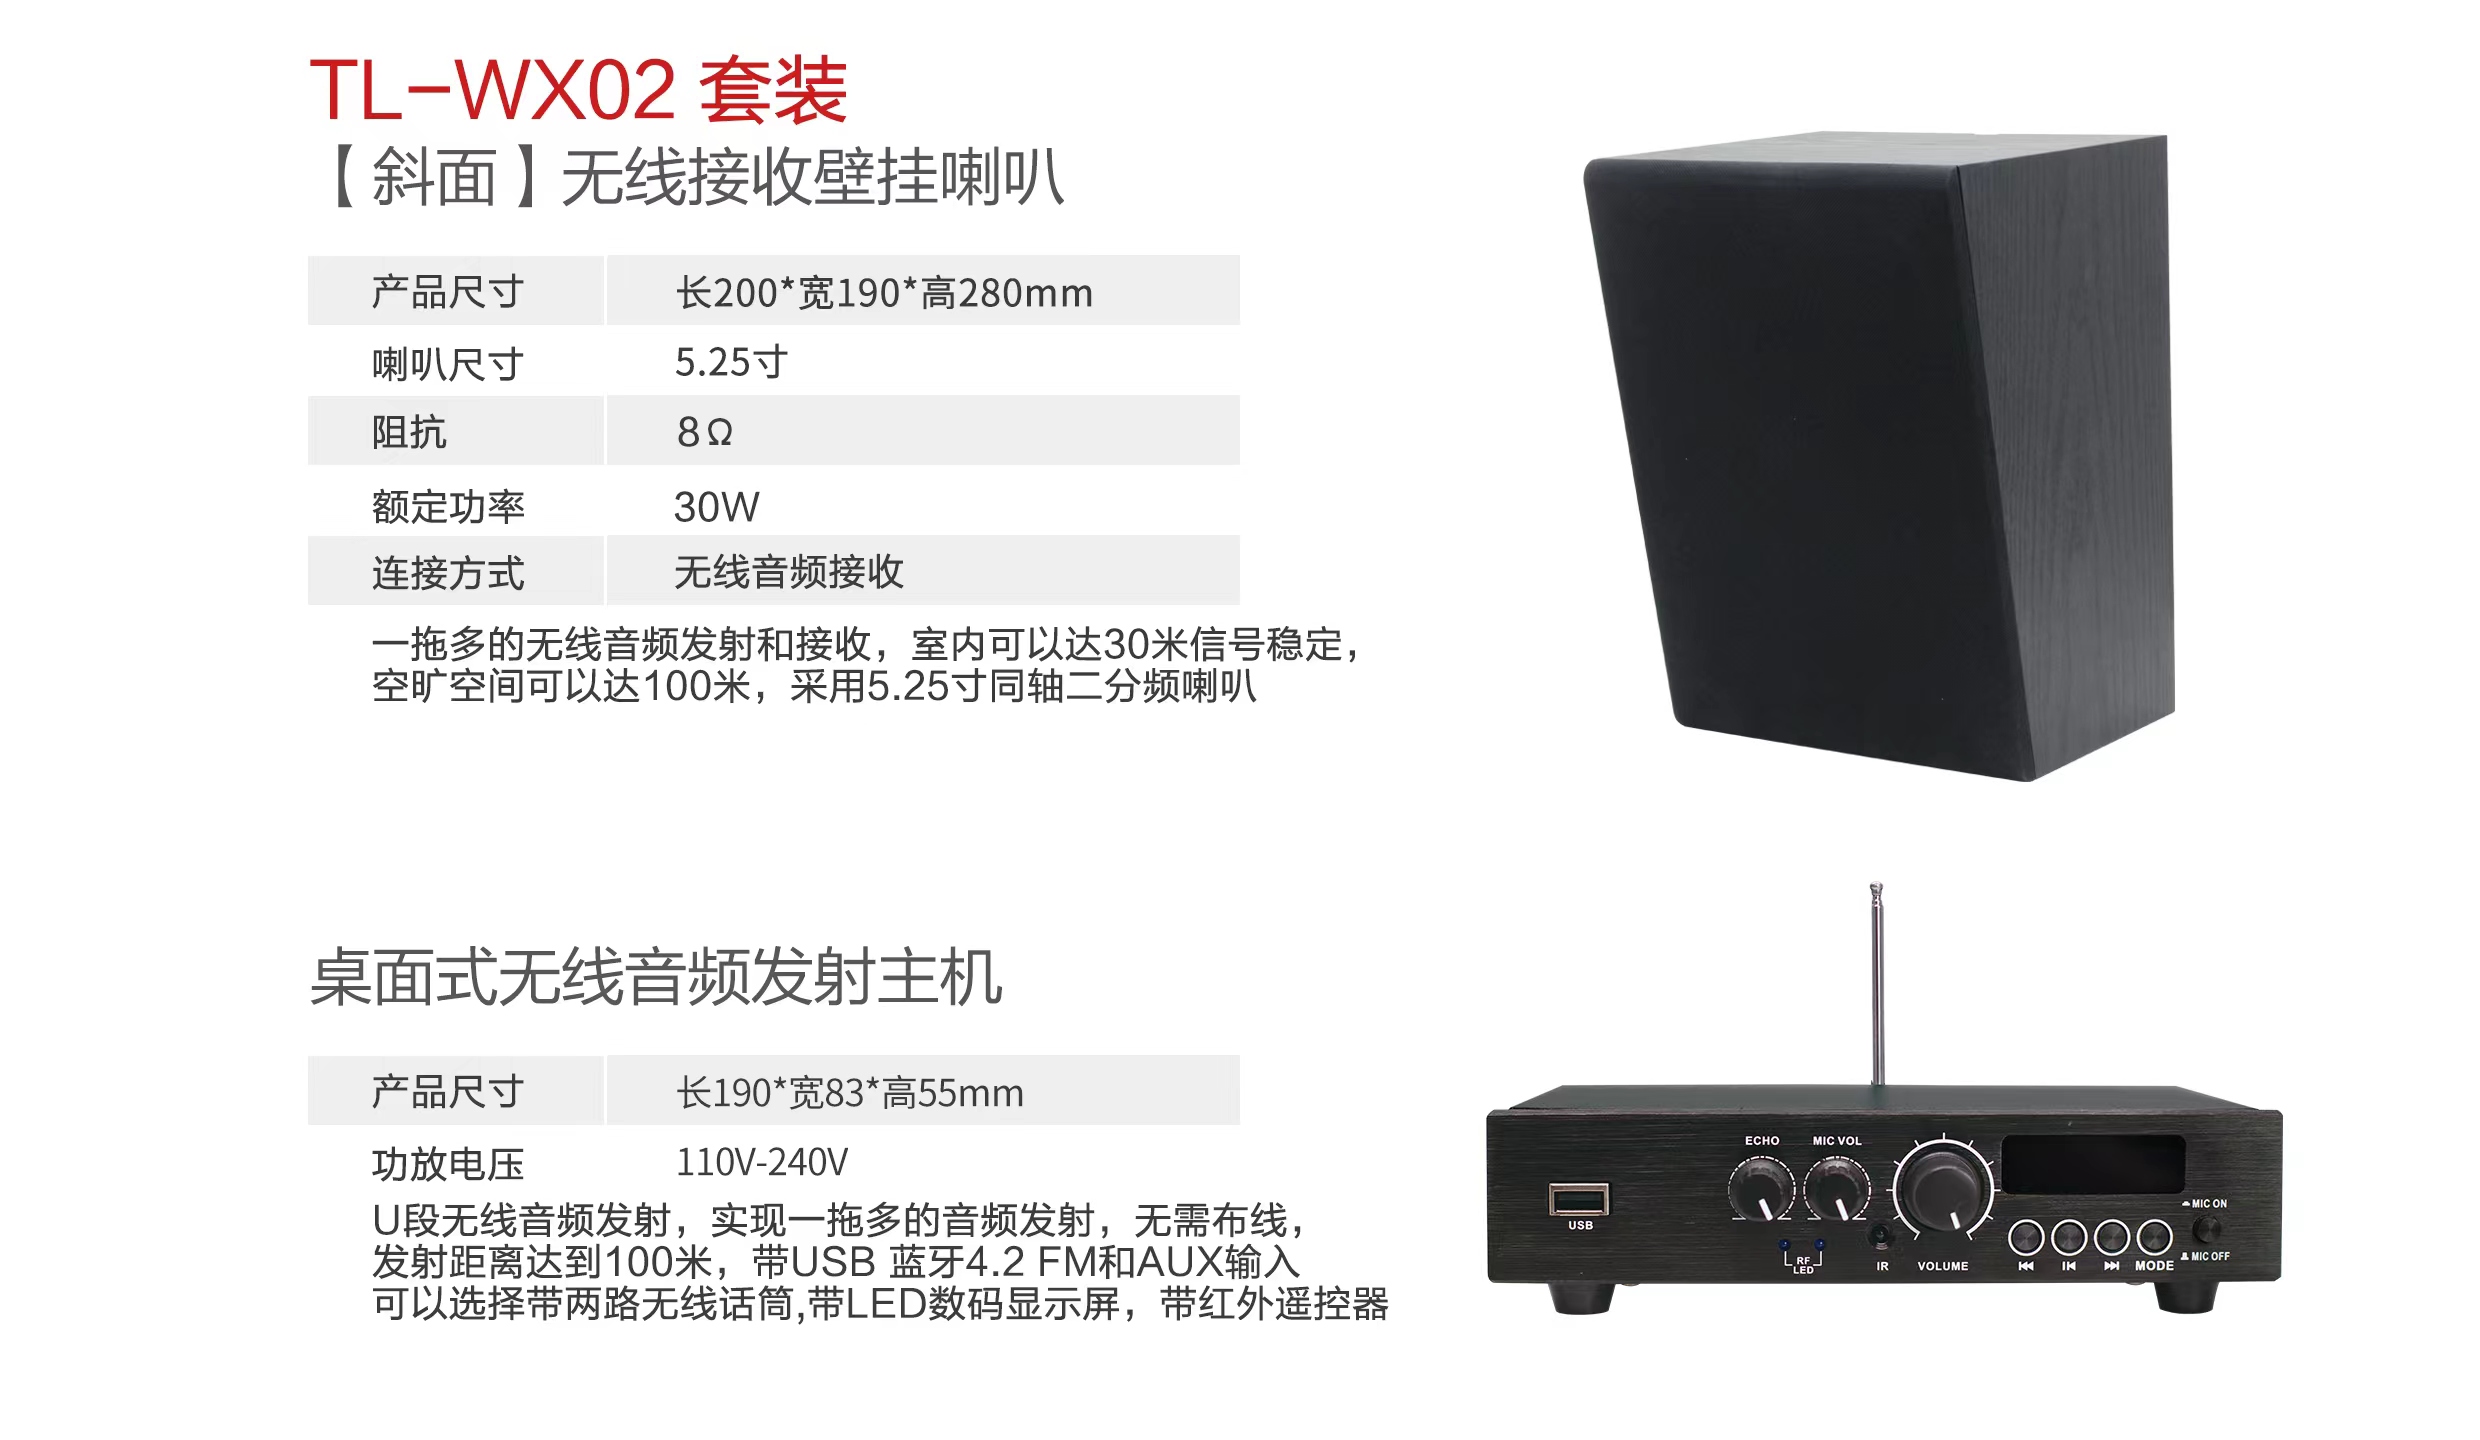 TL-WX02 套装
【斜面】无线接收壁挂喇叭
产品尺寸 长200*宽190*高280mm
喇叭尺寸 5.25寸
阻抗 8Ω
额定功率 30W
连接方式 无线音频接收
一拖多的无线音频发射和接收，室内可以达30米信号稳定，
空旷空间可以达100米，采用5.25寸同轴二分频喇叭
桌面式无线音频发射主机
产品尺寸 长190*宽83*高55mm
功放电压 110V-240V
U段无线音频发射，实现一拖多的音频发射，无需布线，
发射距离达到100米，带USB 蓝牙4.2 FM和AUX输入
可以选择带两路无线话筒,带LED数码显示屏，带红外遥控器
ECHO MIC VOL
MIC ON
USB
RF
LED
IR VOLUME MODE
MIC OFF